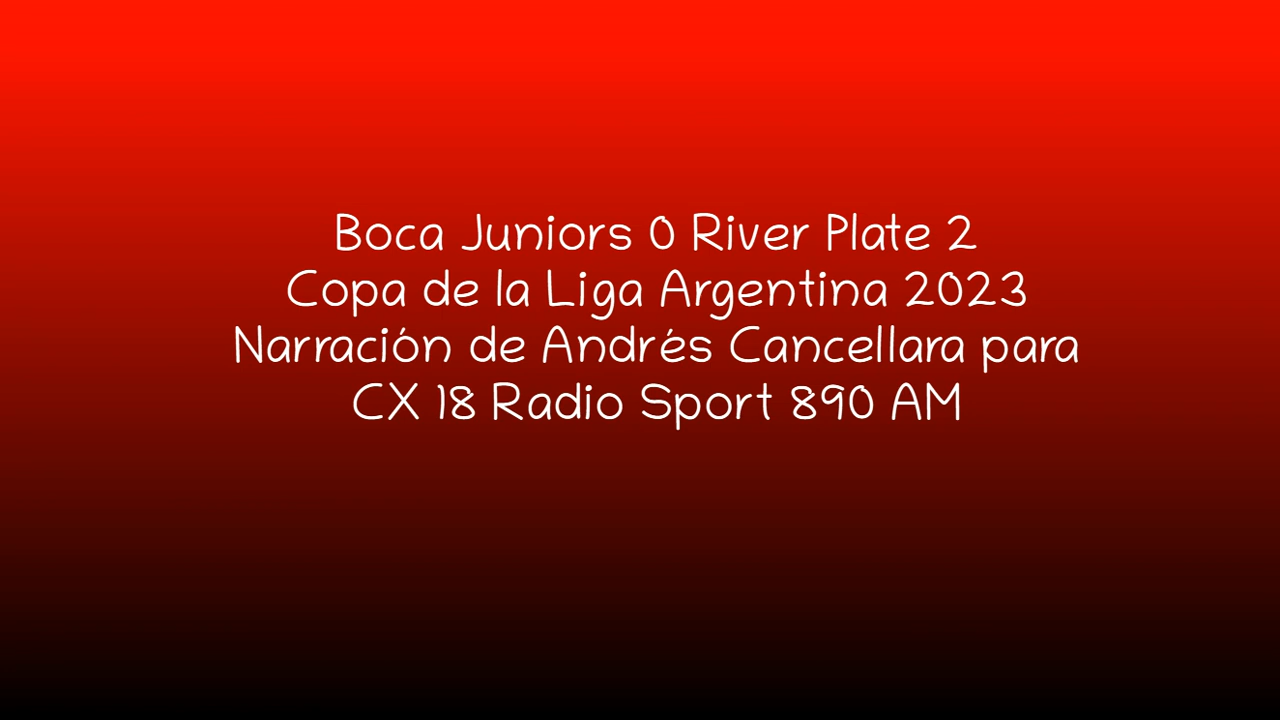 Boca Juniors 0 River Plate 2
Copa de la Liga Argentina 2023
Narración de Andrés Cancellara para
CX 18 Radio Sport 890 AM